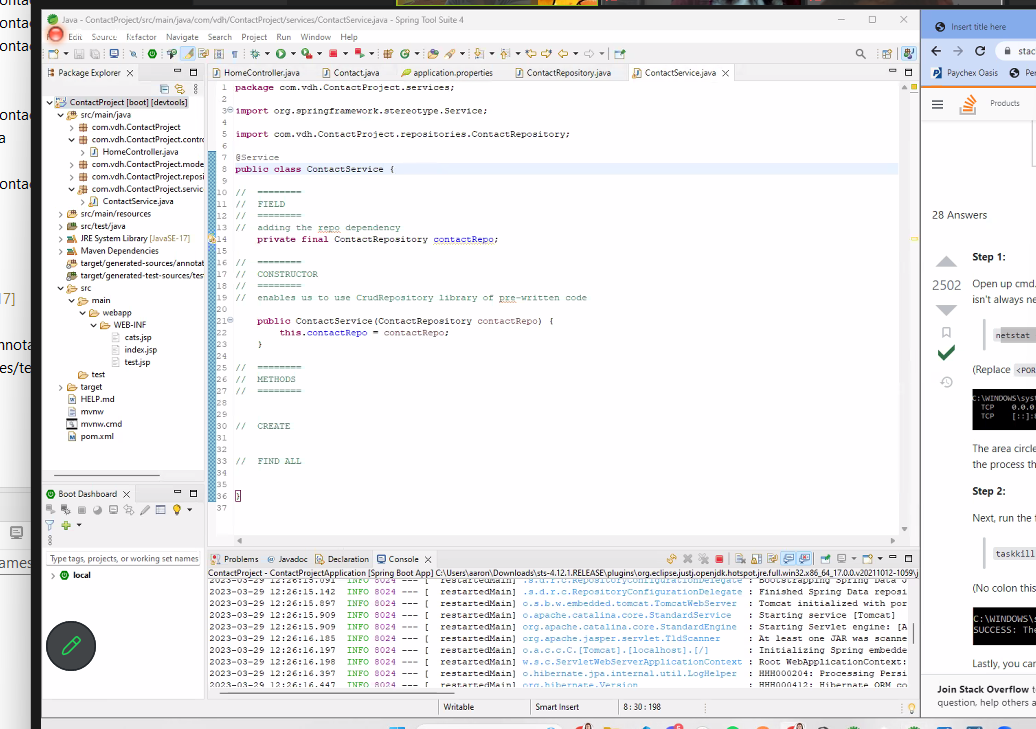 Java - ContactProject/src/main/java/com/vdh/ContactProject/services/ContactService.java - Spring Tool Suite 4
Source Refactor Navigate Search Project Run Window Help
Package Explorer
ContactProject [boot] [devtools]
src/main/java
com.vdh.ContactProject
com.vdh.ContactProject.contro
HomeController.java
com.vdh.ContactProject.mode
com.vdh.ContactProject.reposi
com.vdh.ContactProject.servic
ContactService.java
src/main/resources
src/test/java
JRE System Library [JavaSE-17]
Maven Dependencies
target/generated-sources/annotat
target/generated-test-sources/tes
src
main
webapp
WEB-INF
cats.jsp
index.jsp
test.jsp
test
target
HELP.md
mvnw
mvnw.cmd
pom.xml
Boot Dashboard
Type tags, projects, or working set names
local
HomeController.java Contact.java application.properties ContactRepository.java ContactService.java
1 package com.vdh.ContactProject.services;
2
3 import org.springframework.stereotype.Service;
4
5 import com.vdh.ContactProject.repositories.ContactRepository;
6
7 @Service
8 public class ContactService {
9
10 // ========
11 // FIELD
12 // ========
13 // adding the repo dependency
14 private final ContactRepository contactRepo;
15
16 // ========
17 // CONSTRUCTOR
18 // ========
19 // enables us to use CrudRepository library of pre-written code
20
21 public ContactService(ContactRepository contactRepo) {
22 this.contactRepo = contactRepo;
23 }
24
25 // ========
26 // METHODS
27 // ========
28
29
30 // CREATE
31
32
33 // FIND ALL
34
35
36 }
37
Problems Javadoc Declaration Console
ContactProject - ContactProjectApplication [Spring Boot App] C:\Users\aaron\Downloads\sts-4.12.1.RELEASE\plugins\org.eclipse.justj.openjdk.hotspot.jre.full.win32.x86_64_17.0.0.v20211012-1059\j
2023-03-29 12:26:15.091 INFO 8024 --- [ restartedMain] .s.d.r.c.RepositoryConfigurationDelegate : Bootstrapping Spring Data J
2023-03-29 12:26:15.142 INFO 8024 --- [ restartedMain] .s.d.r.c.RepositoryConfigurationDelegate : Finished Spring Data reposi
2023-03-29 12:26:15.897 INFO 8024 --- [ restartedMain] o.s.b.w.embedded.tomcat.TomcatWebServer : Tomcat initialized with por
2023-03-29 12:26:15.909 INFO 8024 --- [ restartedMain] o.apache.catalina.core.StandardService : Starting service [Tomcat]
2023-03-29 12:26:15.909 INFO 8024 --- [ restartedMain] org.apache.catalina.core.StandardEngine : Starting Servlet engine: [A
2023-03-29 12:26:16.185 INFO 8024 --- [ restartedMain] org.apache.jasper.servlet.TldScanner : At least one JAR was scanne
2023-03-29 12:26:16.197 INFO 8024 --- [ restartedMain] o.a.c.c.C.[Tomcat].[localhost].[/] : Initializing Spring embedde
2023-03-29 12:26:16.198 INFO 8024 --- [ restartedMain] w.s.c.ServletWebServerApplicationContext : Root WebApplicationContext:
2023-03-29 12:26:16.397 INFO 8024 --- [ restartedMain] o.hibernate.jpa.internal.util.LogHelper : HHH000204: Processing Persi
2023-03-29 12:26:16.447 INFO 8024 --- [ restartedMain] org.hibernate.Version : HHH000412: Hibernate ORM co
Writable Smart Insert 8 : 30 : 198
Insert title here
stac
Paychex Oasis Per
Products
28 Answers
2502
Step 1:
Open up cmd.
isn't always ne
netstat
(Replace <POR
C:\WINDOWS\syst
TCP 0.0.0
TCP [::]:
The area circle
the process th
Step 2:
Next, run the
taskkill
(No colon this
C:\WINDOWS\s
SUCCESS: The
Lastly, you can
Join Stack Overflow to
question, help others a